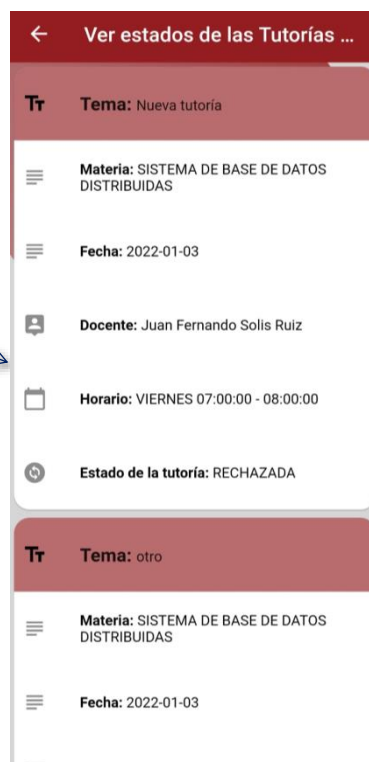 Ver estados de las Tutorías ...
Tema: Nueva tutoría
Materia: SISTEMA DE BASE DE DATOS
DISTRIBUIDAS
Fecha: 2022-01-03
Docente: Juan Fernando Solis Ruiz
Horario: VIERNES 07:00:00 - 08:00:00
Estado de la tutoría: RECHAZADA
Tema: otro
Materia: SISTEMA DE BASE DE DATOS
DISTRIBUIDAS
Fecha: 2022-01-03